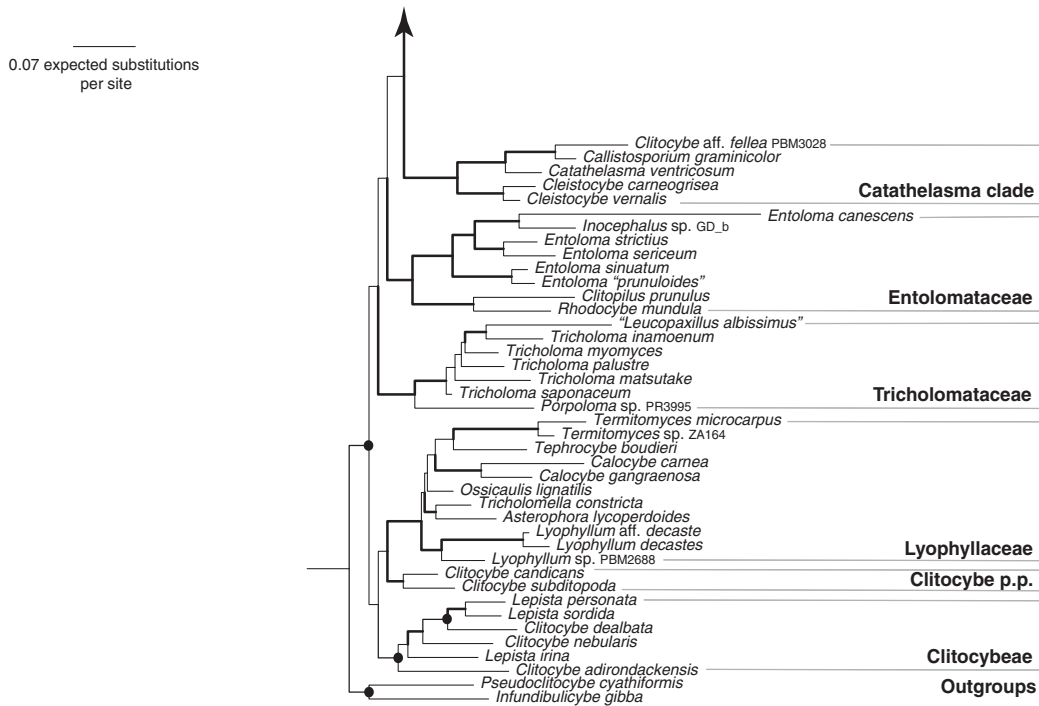 0.07 expected substitutions
per site
Clitocybe aff. fellea PBM3028
Callistosporium graminicolor
Catathelasma ventricosum
Cleistocybe carneogrisea
Cleistocybe vernalis
Catathelasma clade
Entoloma canescens
Inocephalus sp. GD_b
Entoloma strictius
Entoloma sericeum
Entoloma sinuatum
Entoloma “prunuloides”
Clitopilus prunulus
Entolomataceae
Rhodocybe mundula
“Leucopaxillus albissimus”
Tricholoma inamoenum
Tricholoma myomyces
Tricholoma palustre
Tricholoma matsutake
Tricholoma saponaceum
Tricholomataceae
Porpoloma sp. PR3995
Termitomyces microcarpus
Termitomyces sp. ZA164
Tephrocybe boudieri
Calocybe carnea
Calocybe gangraenosa
Ossicaulis lignatilis
Tricholomella constricta
Asterophora lycoperdoides
Lyophyllum aff. decaste
Lyophyllum decastes
Lyophyllaceae
Lyophyllum sp. PBM2688
Clitocybe candicans
Clitocybe p.p.
Clitocybe subditopoda
Lepista personata
Lepista sordida
Clitocybe dealbata
Clitocybe nebularis
Lepista irina
Clitocybeae
Clitocybe adirondackensis
Pseudoclitocybe cyathiformis
Outgroups
Infundibulicybe gibba